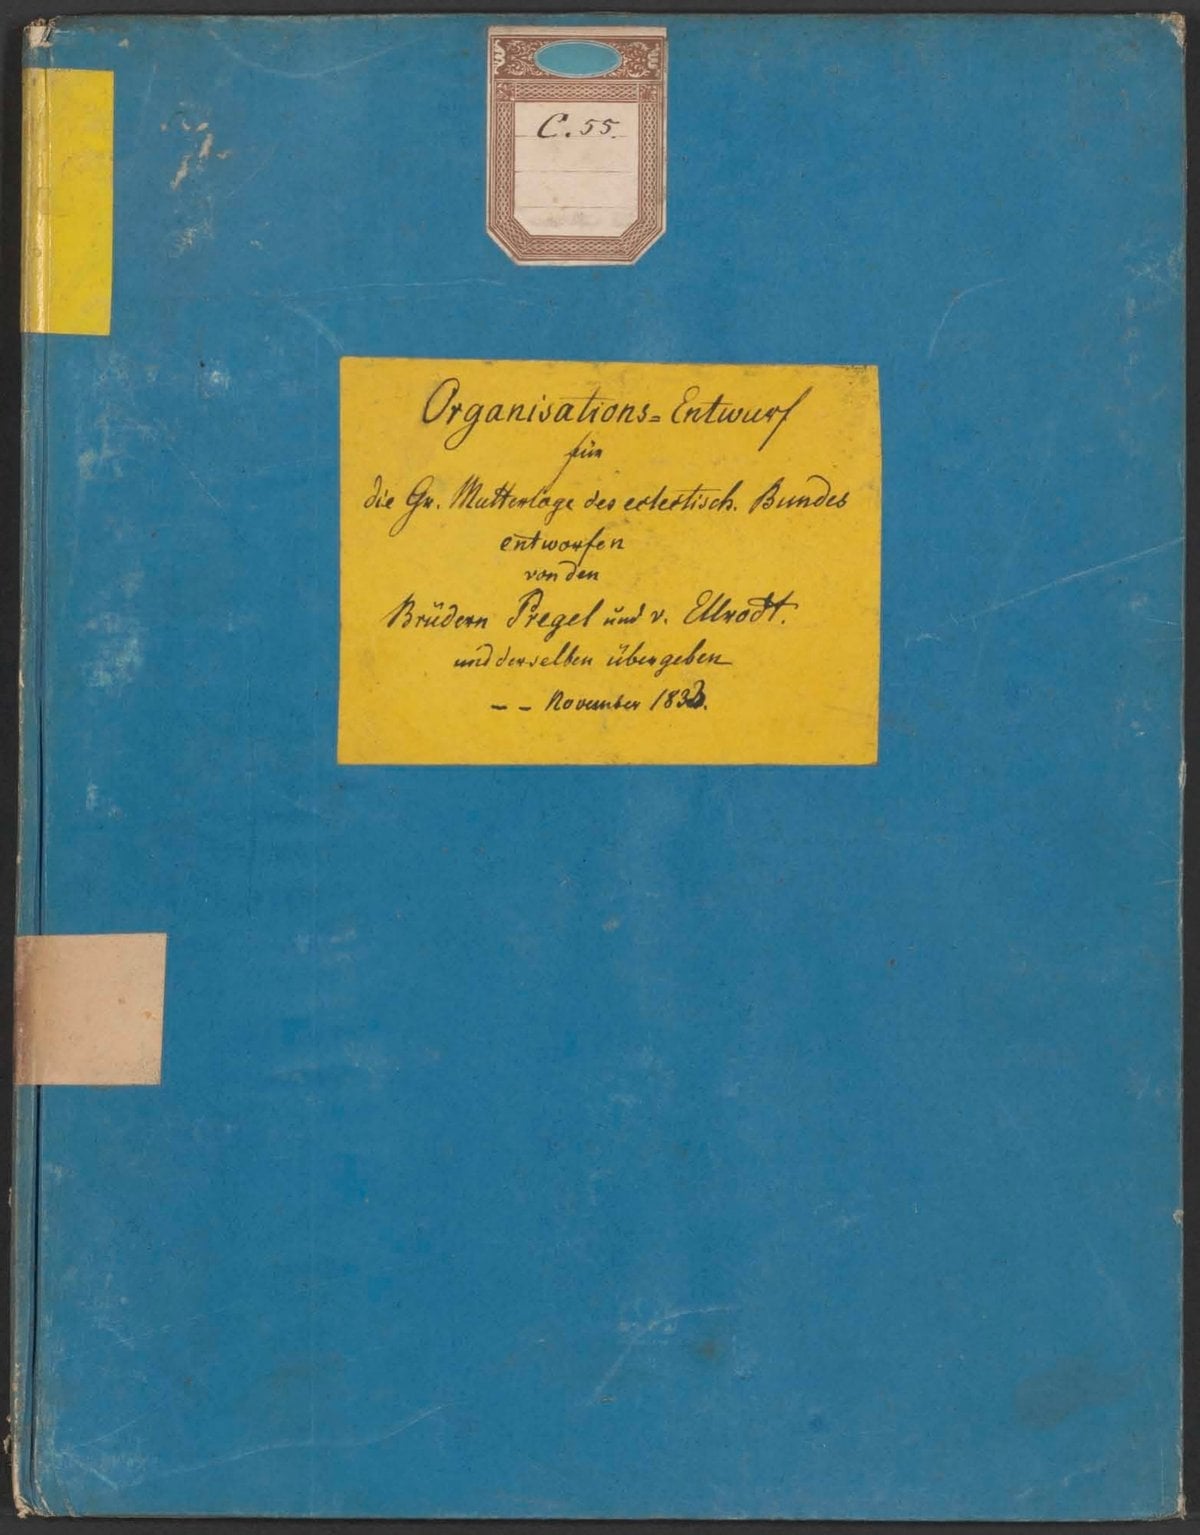 C. 55.
Organisations=Entwurf
für
die Gr. Mutterloge des eclectisch. Bundes
entworfen
von den
Brüdern Pregel und v. Ellrodt.
und derselben übergeben
– – November 183